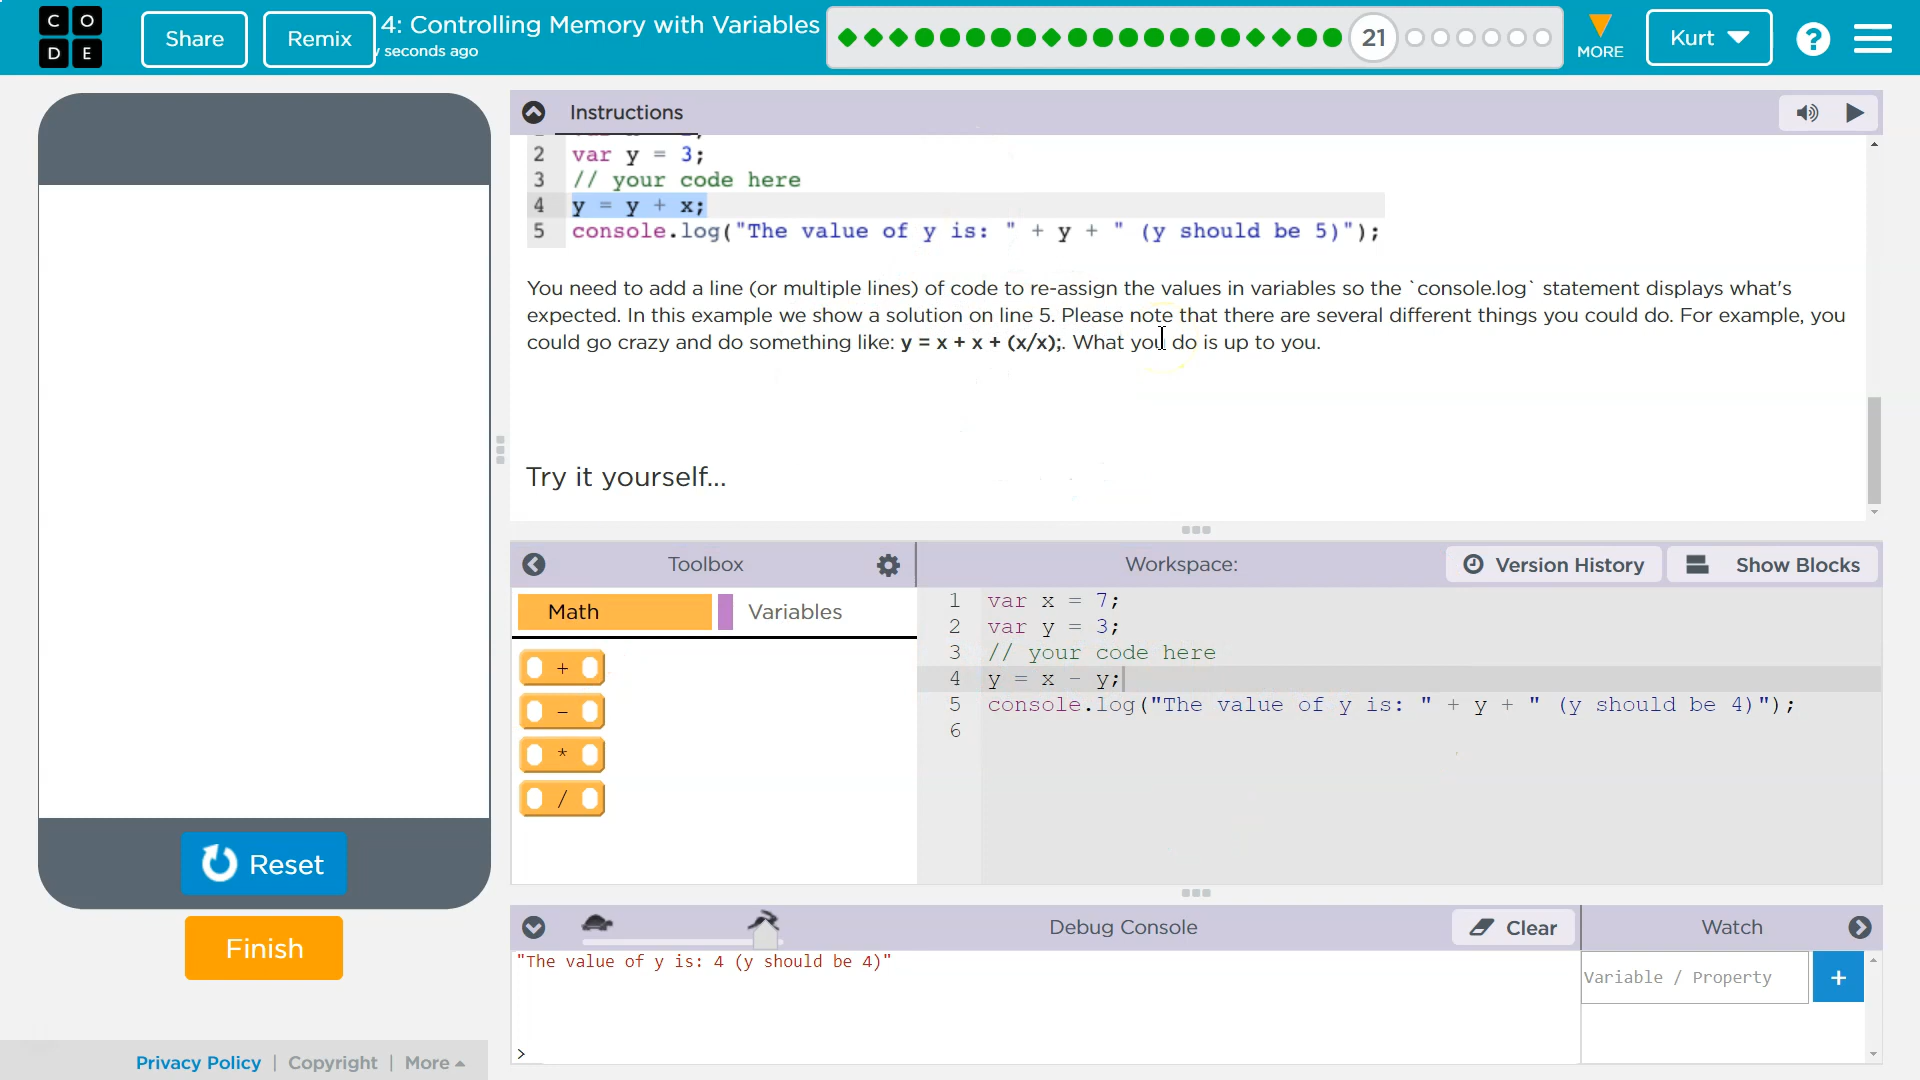 C O
D E
Share
Remix
4: Controlling Memory with Variables
seconds ago
21
MORE
Kurt
?
Instructions
2 var y = 3;
3 // your code here
4 y = y + x;
5 console.log("The value of y is: " + y + " (y should be 5)");
You need to add a line (or multiple lines) of code to re-assign the values in variables so the `console.log` statement displays what's
expected. In this example we show a solution on line 5. Please note that there are several different things you could do. For example, you
could go crazy and do something like: y = x + x + (x/x);. What you do is up to you.
Try it yourself...
Toolbox
Workspace:
Version History
Show Blocks
Math
Variables
+
-
*
/
1 var x = 7;
2 var y = 3;
3 // your code here
4 y = x - y;
5 console.log("The value of y is: " + y + " (y should be 4)");
6
Reset
Finish
Debug Console
Clear
Watch
"The value of y is: 4 (y should be 4)"
Variable / Property
+
>
Privacy Policy | Copyright | More